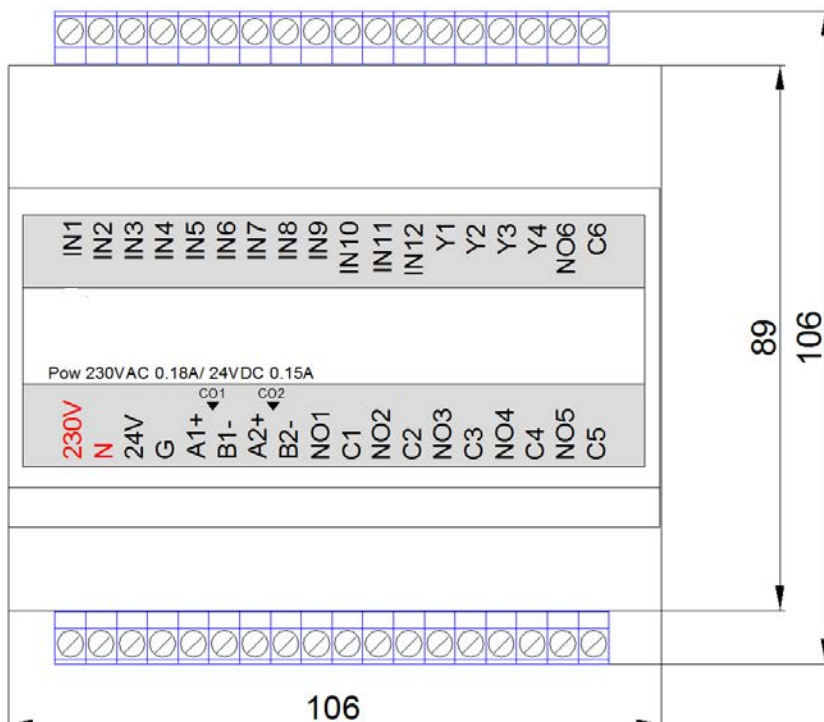 IN1 IN2 IN3 IN4 IN5 IN6 IN7 IN8 IN9 IN10 IN11 IN12 Y1 Y2 Y3 Y4 NO6 C6
Pow 230VAC 0.18A/ 24VDC 0.15A
CO1 CO2
230V N 24V G A1+ B1- A2+ B2- NO1 C1 NO2 C2 NO3 C3 NO4 C4 NO5 C5
89
106
106